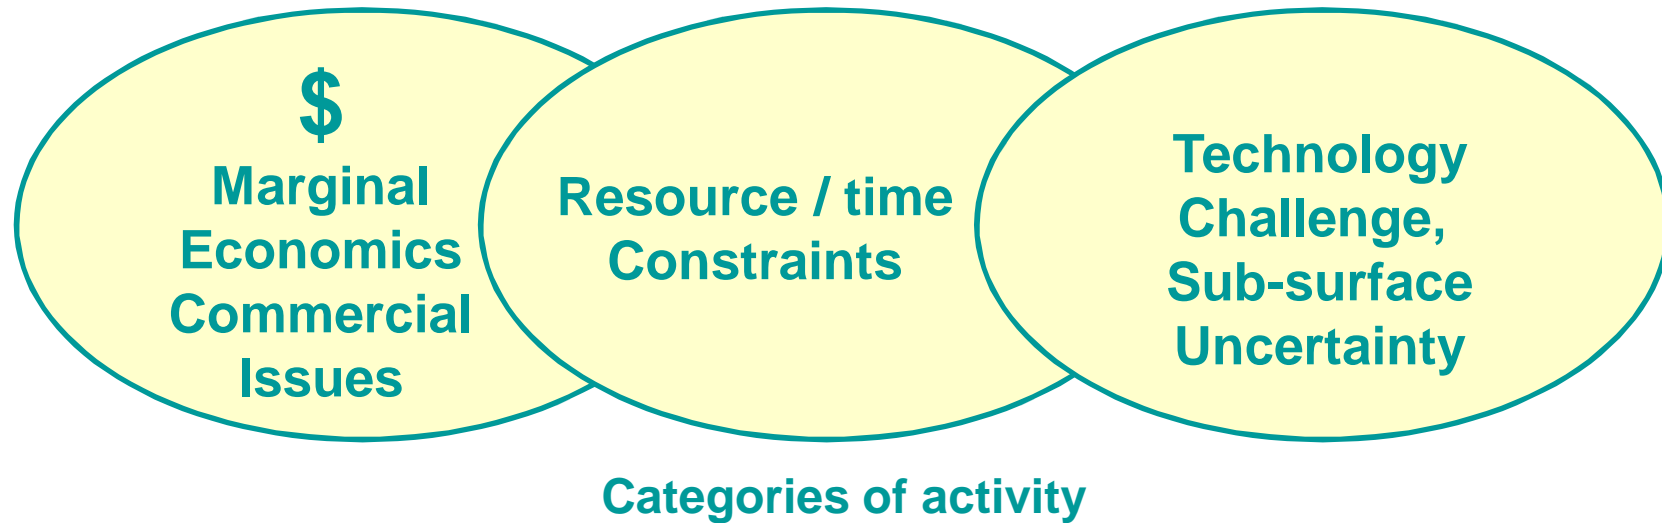 $
Marginal
Economics
Commercial
Issues
Resource / time
Constraints
Technology
Challenge,
Sub-surface
Uncertainty
Categories of activity